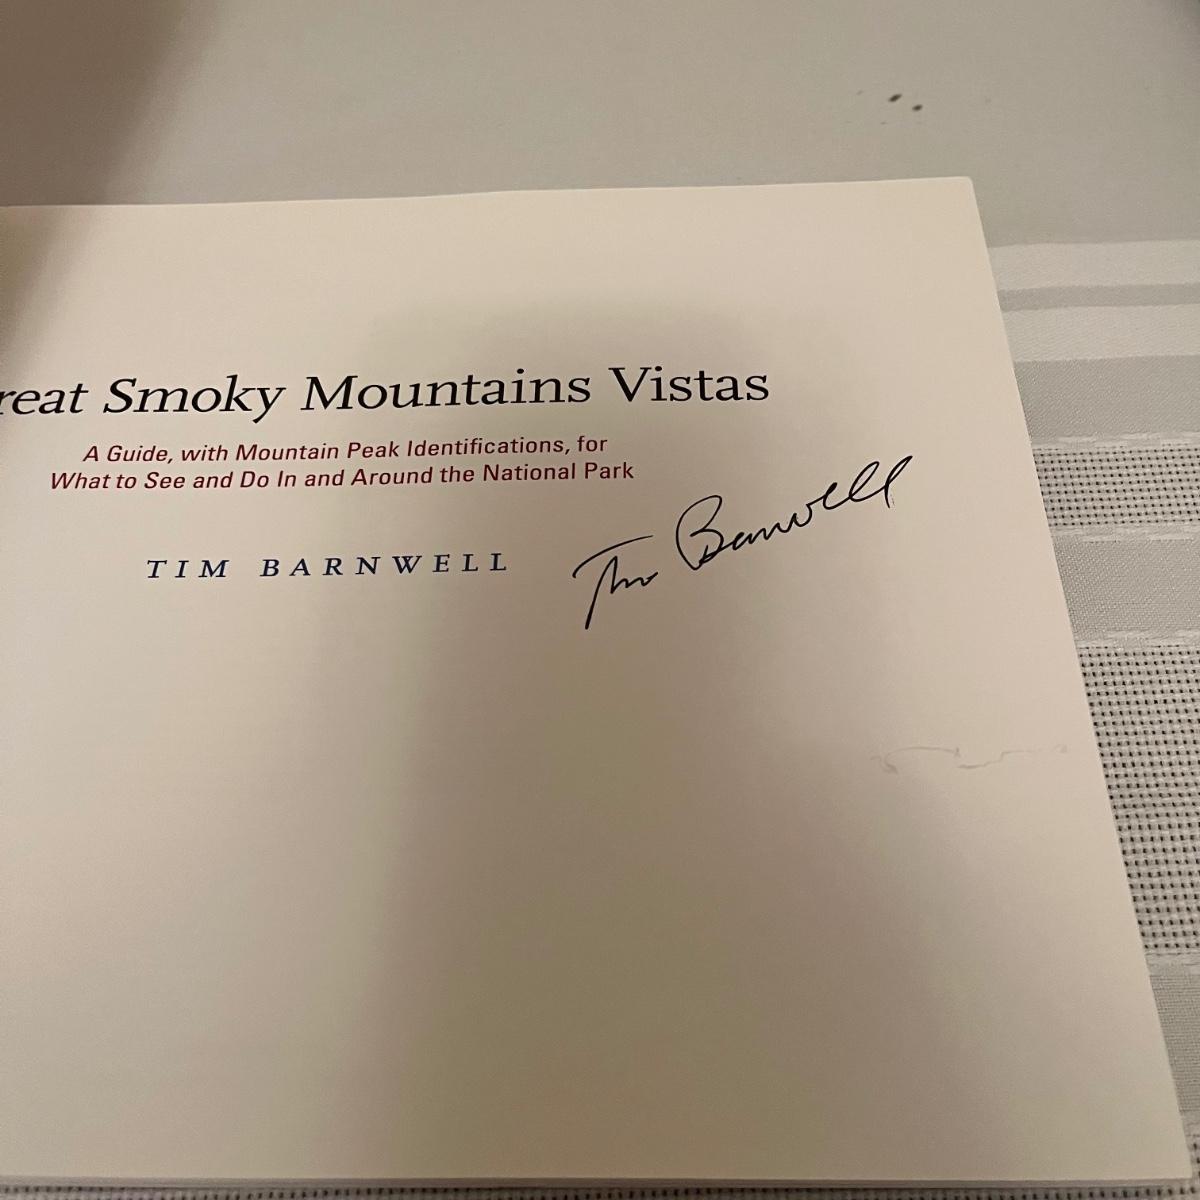 reat Smoky Mountains Vistas
A Guide, with Mountain Peak Identifications, for
What to See and Do In and Around the National Park
TIM BARNWELL
Tim Barnwell